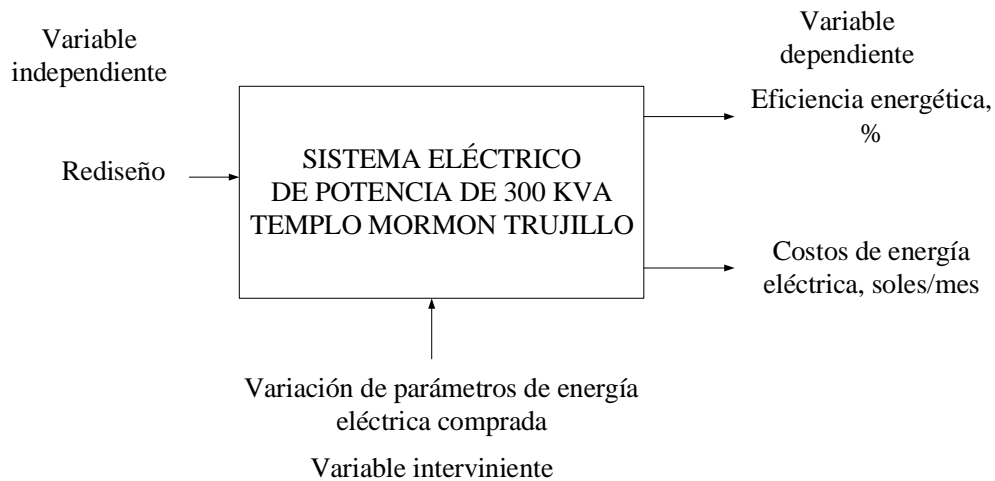 Variable
independiente
Variable
dependiente
Eficiencia energética,
%
Rediseño
SISTEMA ELÉCTRICO
DE POTENCIA DE 300 KVA
TEMPLO MORMON TRUJILLO
Costos de energía
eléctrica, soles/mes
Variación de parámetros de energía
eléctrica comprada
Variable interviniente